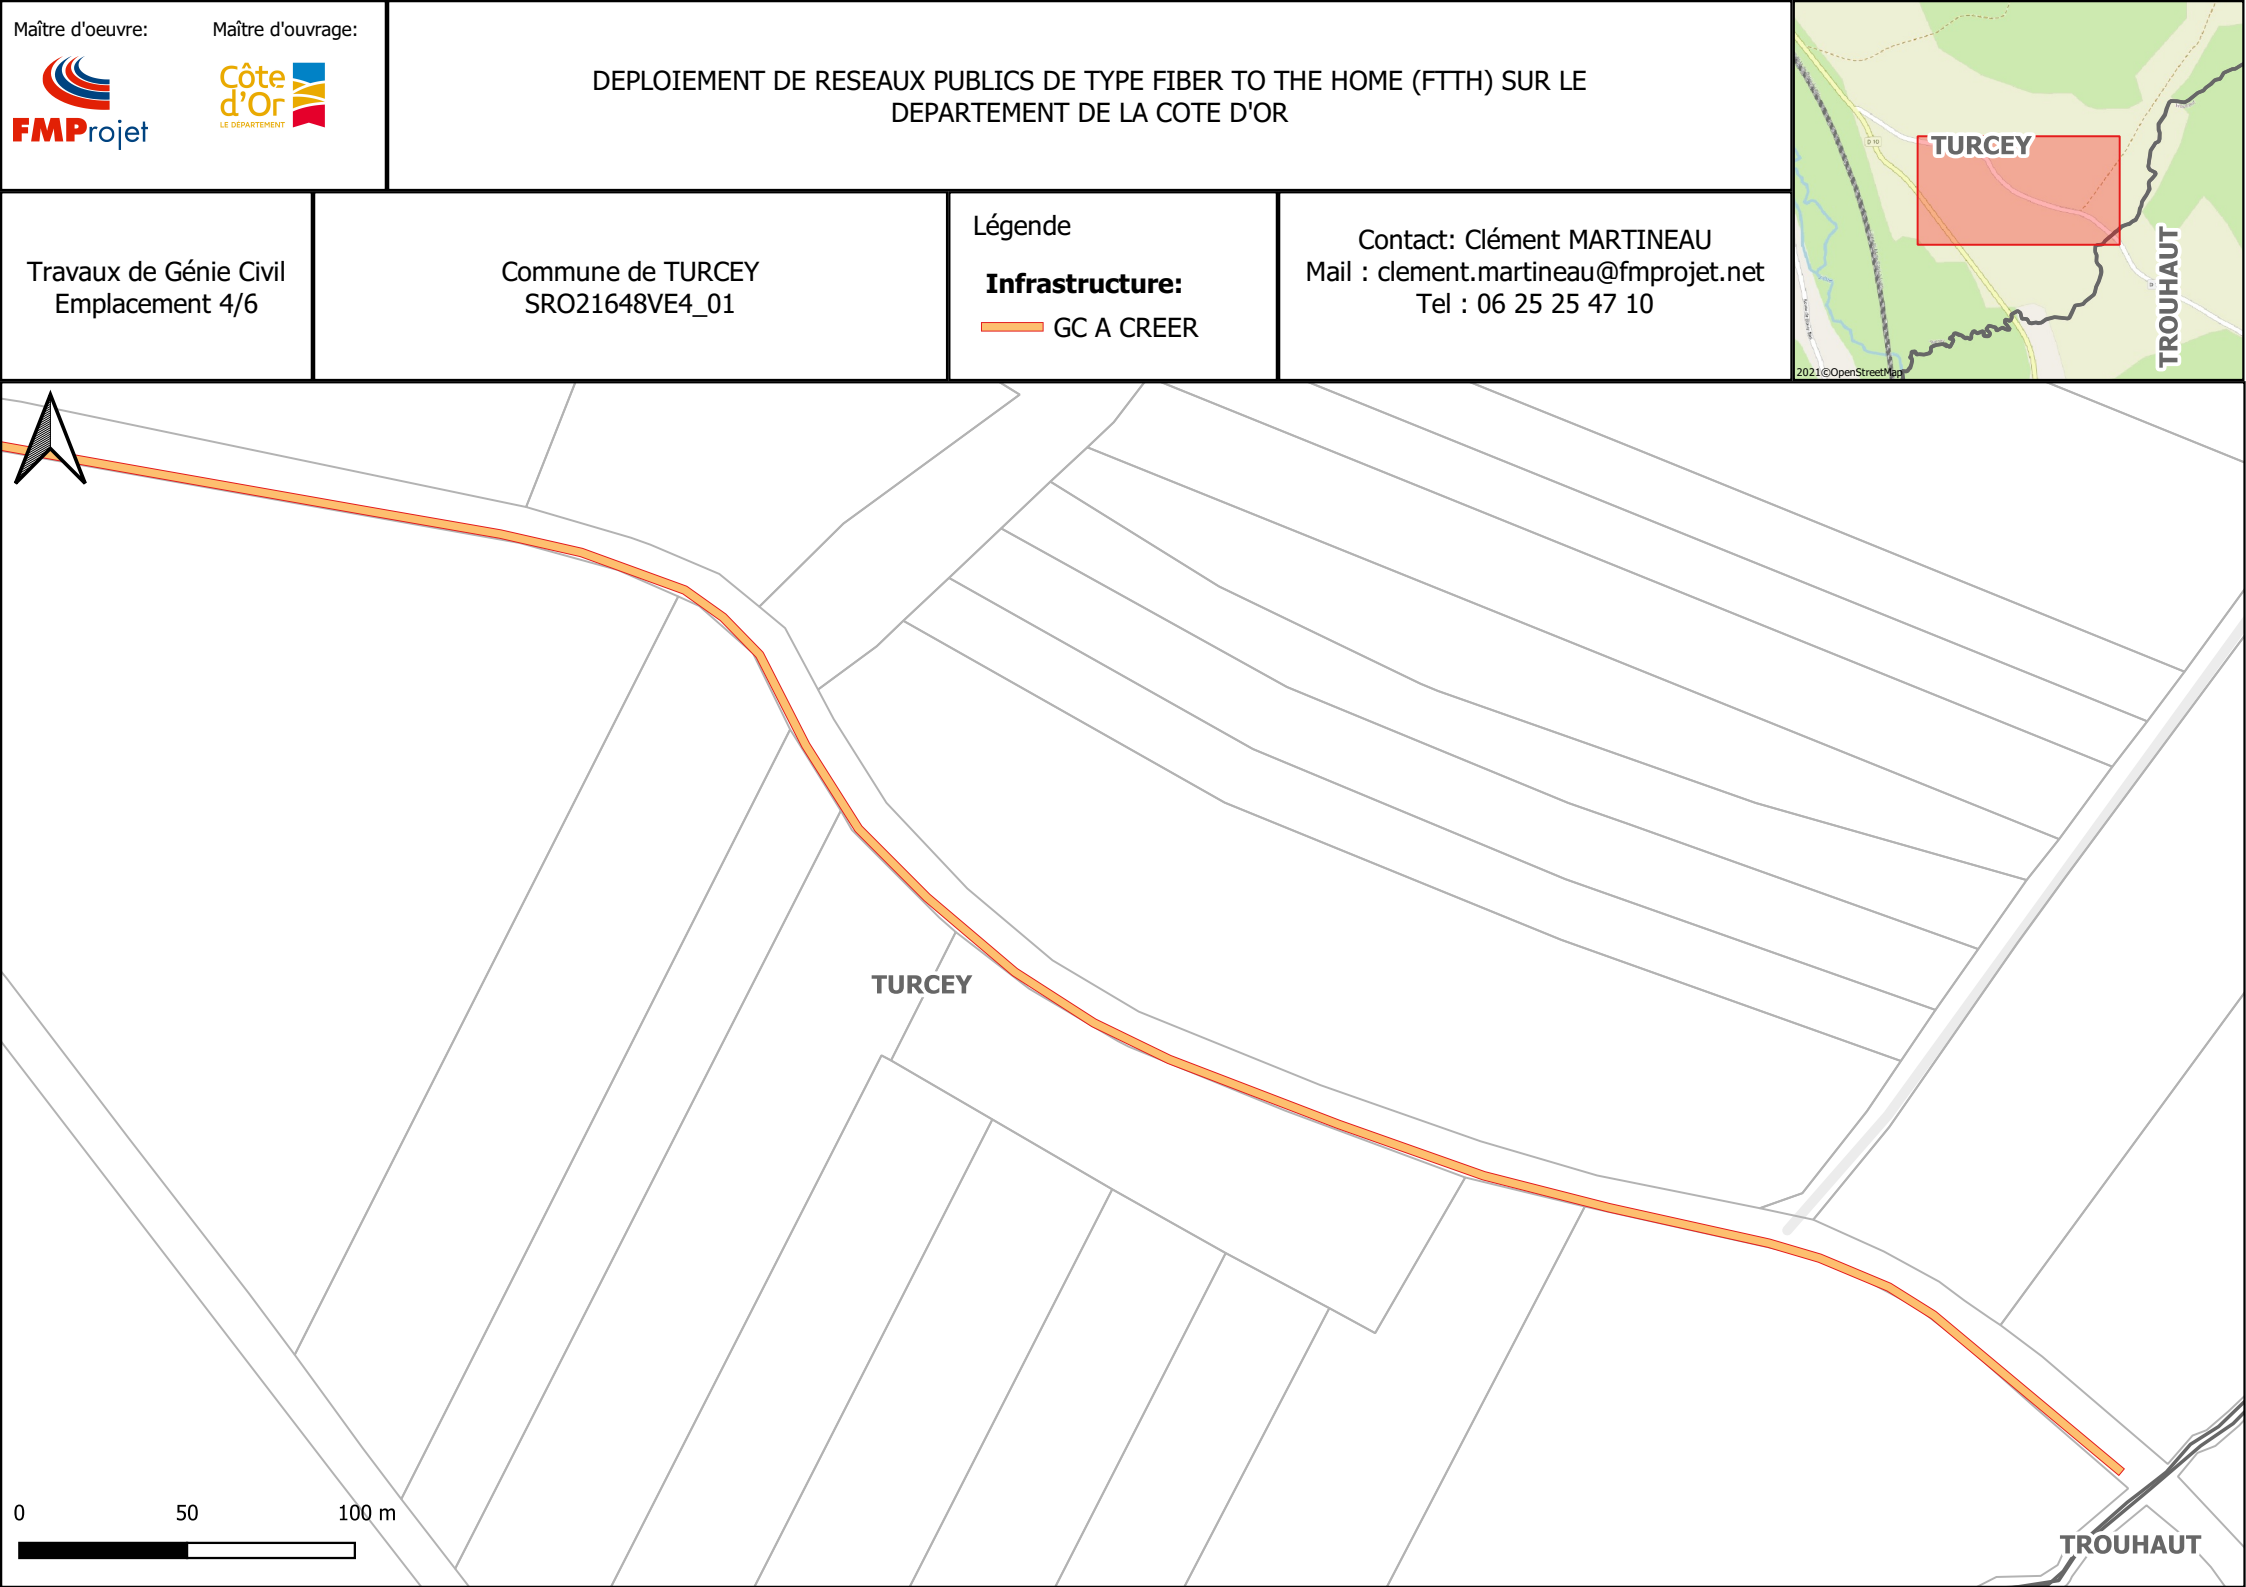 Maître d'oeuvre:
Maître d'ouvrage:
FMProjet
Côte
d'Or
LE DÉPARTEMENT
DEPLOIEMENT DE RESEAUX PUBLICS DE TYPE FIBER TO THE HOME (FTTH) SUR LE
DEPARTEMENT DE LA COTE D'OR
Travaux de Génie Civil
Emplacement 4/6
Commune de TURCEY
SRO21648VE4_01
Légende
Infrastructure:
GC A CREER
Contact: Clément MARTINEAU
Mail : clement.martineau@fmprojet.net
Tel : 06 25 25 47 10
TURCEY
D 10
TROUHAUT
2021©OpenStreetMap
TURCEY
0 50 100 m
TROUHAUT